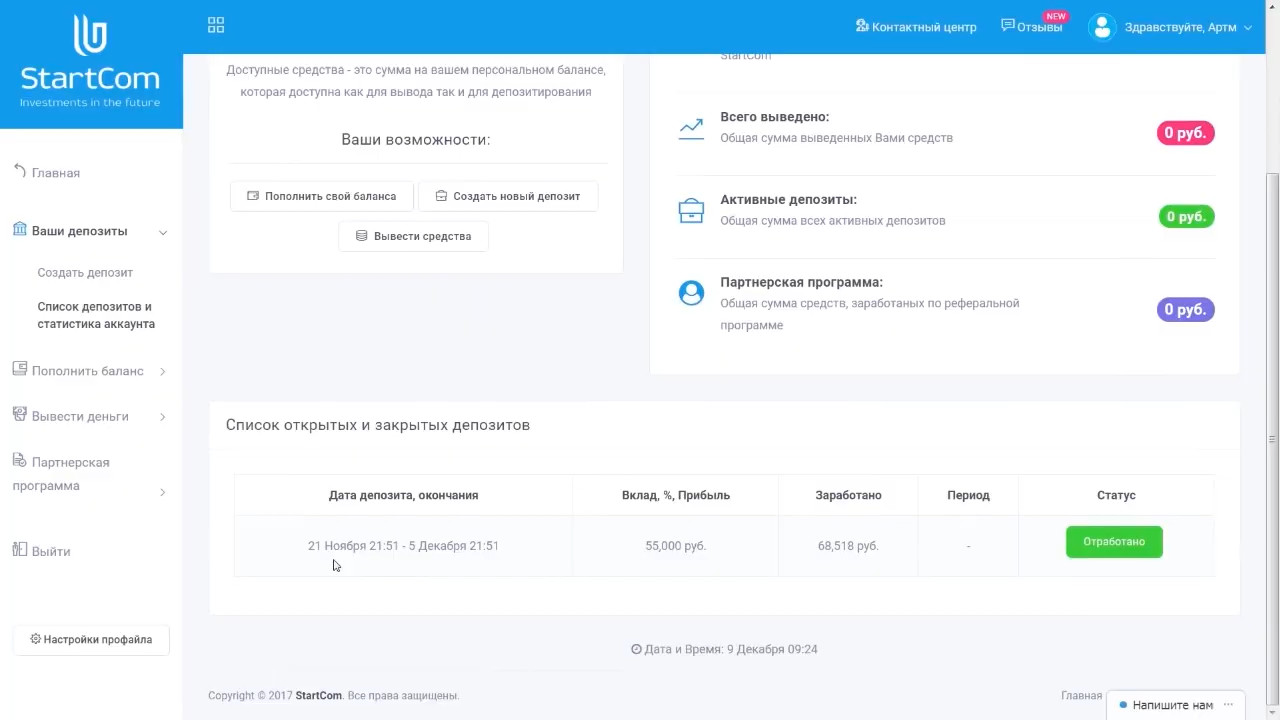 StartCom
Investments in the future
Контактный центр
Отзывы
NEW
Здравствуйте, Артм
Главная
Ваши депозиты
Создать депозит
Список депозитов и
статистика аккаунта
Пополнить баланс
Вывести деньги
Партнерская
программа
Выйти
Настройки профайла
Доступные средства - это сумма на вашем персональном балансе,
которая доступна как для вывода так и для депозитирования
Ваши возможности:
Пополнить свой баланса
Создать новый депозит
Вывести средства
StartCom
Всего выведено:
Общая сумма выведенных Вами средств
0 руб.
Активные депозиты:
Общая сумма всех активных депозитов
0 руб.
Партнерская программа:
Общая сумма средств, заработаных по реферальной
программе
0 руб.
Список открытых и закрытых депозитов
Дата депозита, окончания
Вклад, %, Прибыль
Заработано
Период
Статус
21 Ноября 21:51 - 5 Декабря 21:51
55,000 руб.
68,518 руб.
-
Отработано
Дата и Время: 9 Декабря 09:24
Copyright © 2017 StartCom. Все права защищены.
Главная
Напишите нам